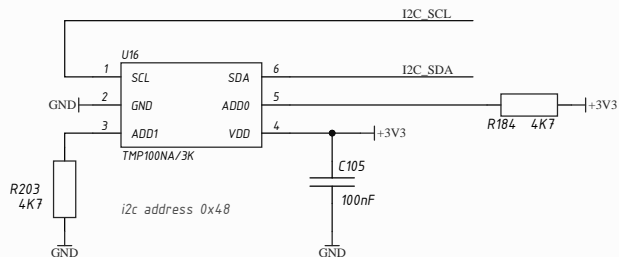 I2C_SCL
U16
1 SCL SDA 6 I2C_SDA
GND 2 GND ADD0 5 +3V3
R184 4K7
3 ADD1 VDD 4 +3V3
TMP100NA/3K
C105
R203
4K7
100nF
i2c address 0x48
GND
GND